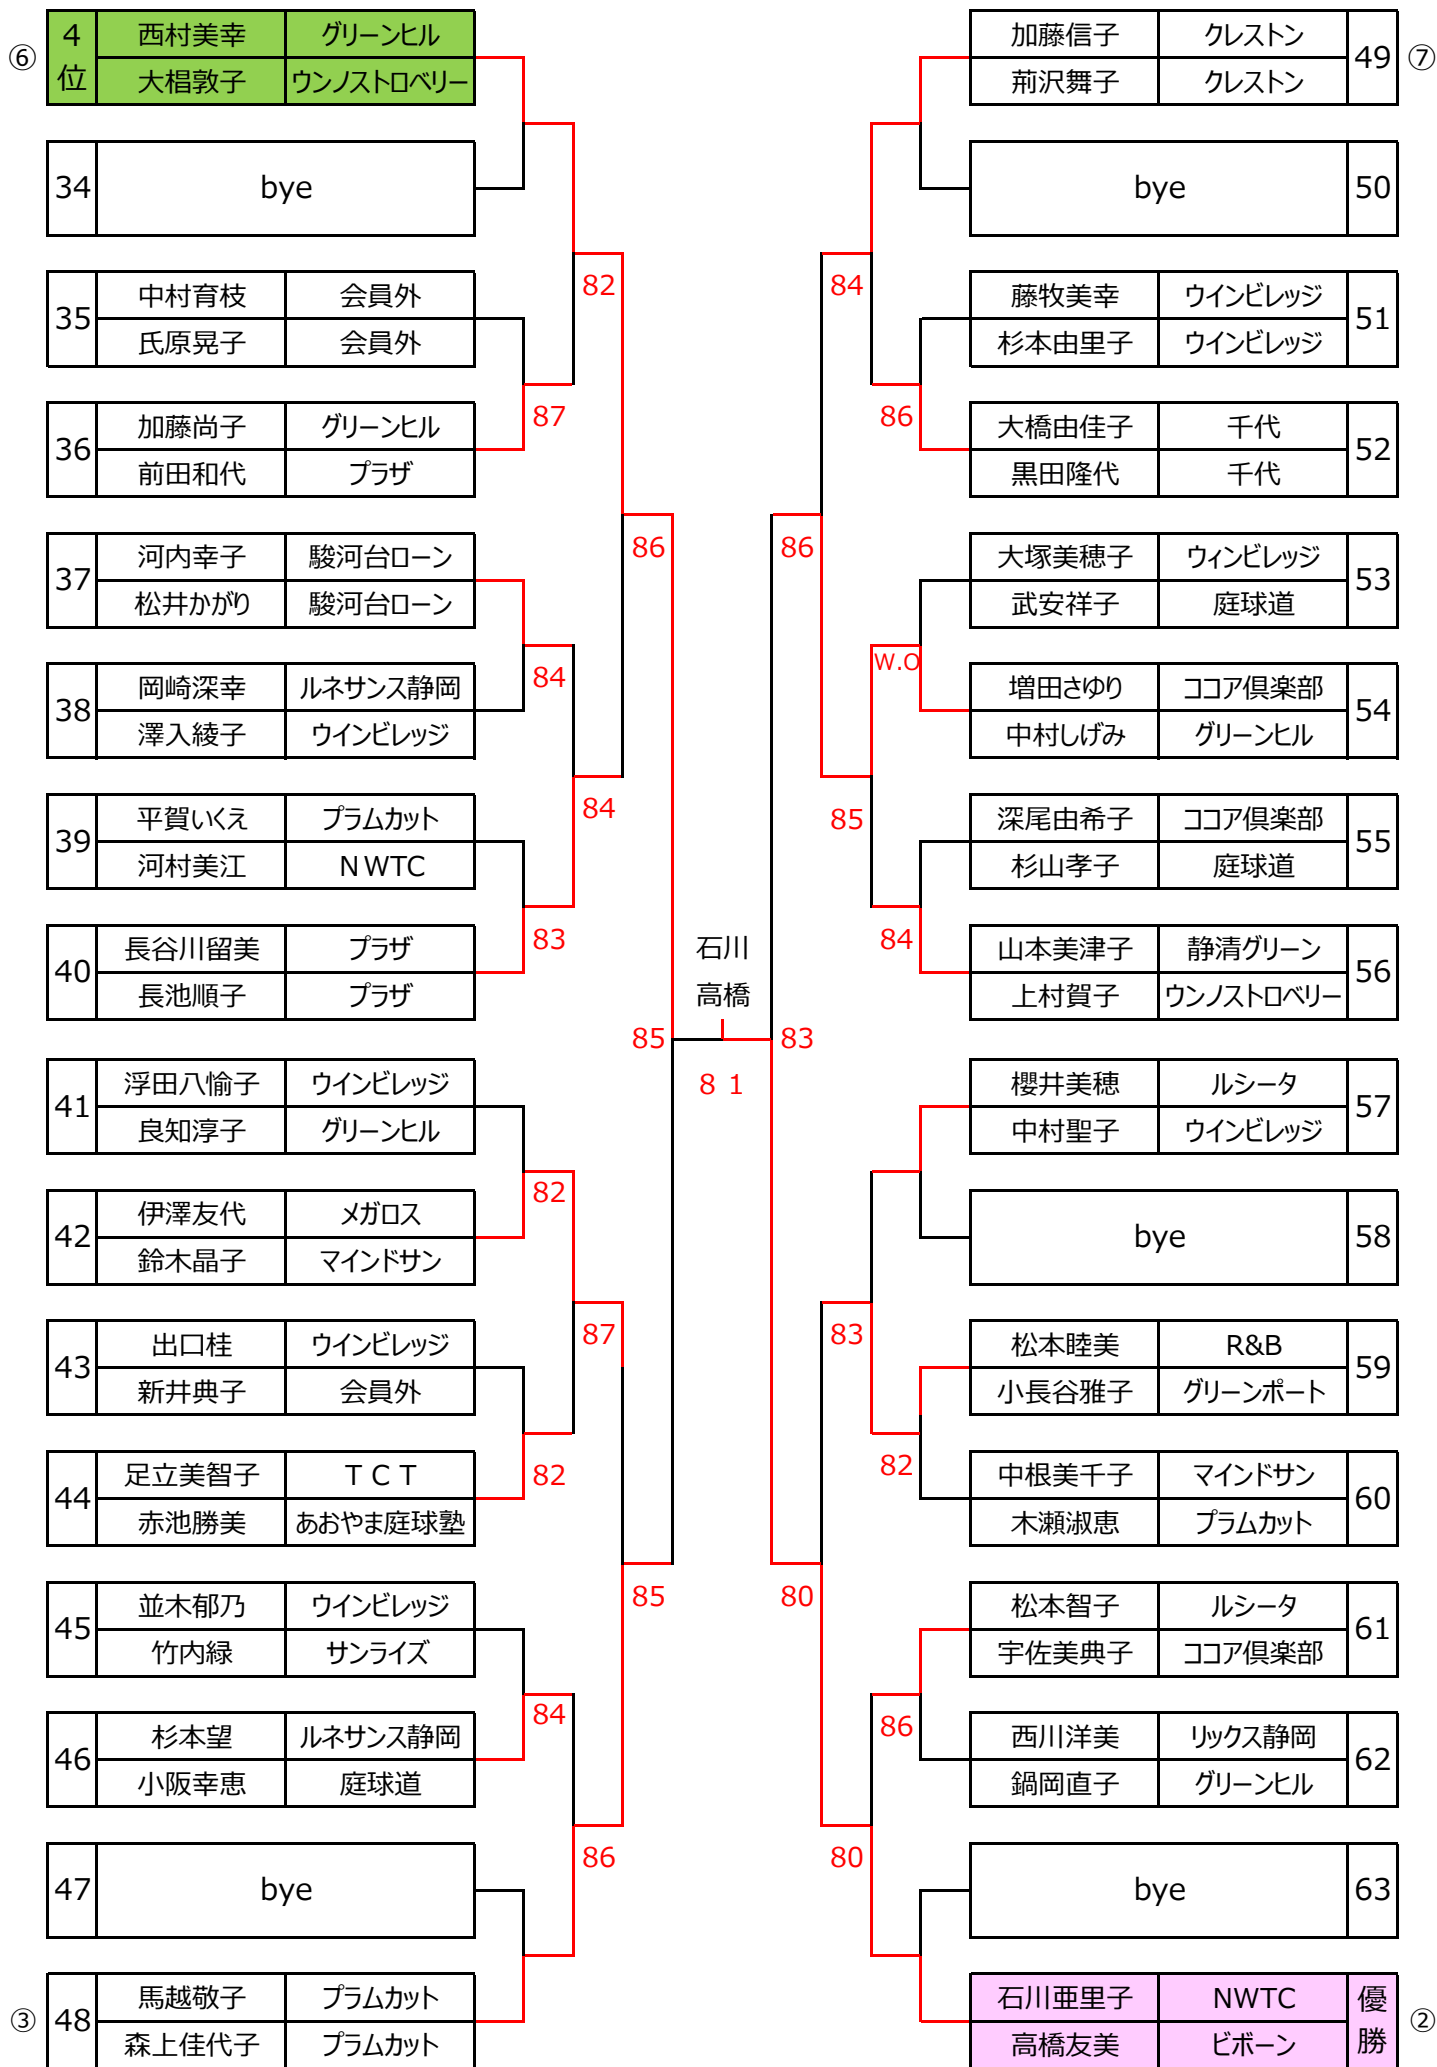 ⑥ 4位 西村美幸 グリーンヒル
大椙敦子 ウンノストロベリー
34 bye
82
35 中村育枝 会員外
氏原晃子 会員外
87
36 加藤尚子 グリーンヒル
前田和代 プラザ
86
37 河内幸子 駿河台ローン
松井かがり 駿河台ローン
84
38 岡崎深幸 ルネサンス静岡
澤入綾子 ウインビレッジ
84
39 平賀いくえ プラムカット
河村美江 NWTC
83
40 長谷川留美 プラザ
長池順子 プラザ
85
41 浮田八愉子 ウインビレッジ
良知淳子 グリーンヒル
82
42 伊澤友代 メガロス
鈴木晶子 マインドサン
87
43 出口桂 ウインビレッジ
新井典子 会員外
82
44 足立美智子 TCT
赤池勝美 あおやま庭球塾
85
45 並木郁乃 ウインビレッジ
竹内緑 サンライズ
84
46 杉本望 ルネサンス静岡
小阪幸恵 庭球道
86
47 bye
③ 48 馬越敬子 プラムカット
森上佳代子 プラムカット
石川
高橋
81
加藤信子 クレストン 49 ⑦
荊沢舞子 クレストン
bye 50
84
藤牧美幸 ウインビレッジ 51
杉本由里子 ウインビレッジ
86
大橋由佳子 千代 52
黒田隆代 千代
86
大塚美穂子 ウィンビレッジ 53
武安祥子 庭球道
W.O
増田さゆり ココア倶楽部 54
中村しげみ グリーンヒル
85
深尾由希子 ココア倶楽部 55
杉山孝子 庭球道
84
山本美津子 静清グリーン 56
上村賀子 ウンノストロベリー
83
櫻井美穂 ルシータ 57
中村聖子 ウインビレッジ
bye 58
83
松本睦美 R&B 59
小長谷雅子 グリーンポート
82
中根美千子 マインドサン 60
木瀬淑恵 プラムカット
80
松本智子 ルシータ 61
宇佐美典子 ココア倶楽部
86
西川洋美 リックス静岡 62
鍋岡直子 グリーンヒル
80
bye 63
石川亜里子 NWTC 優勝 ②
高橋友美 ビボーン